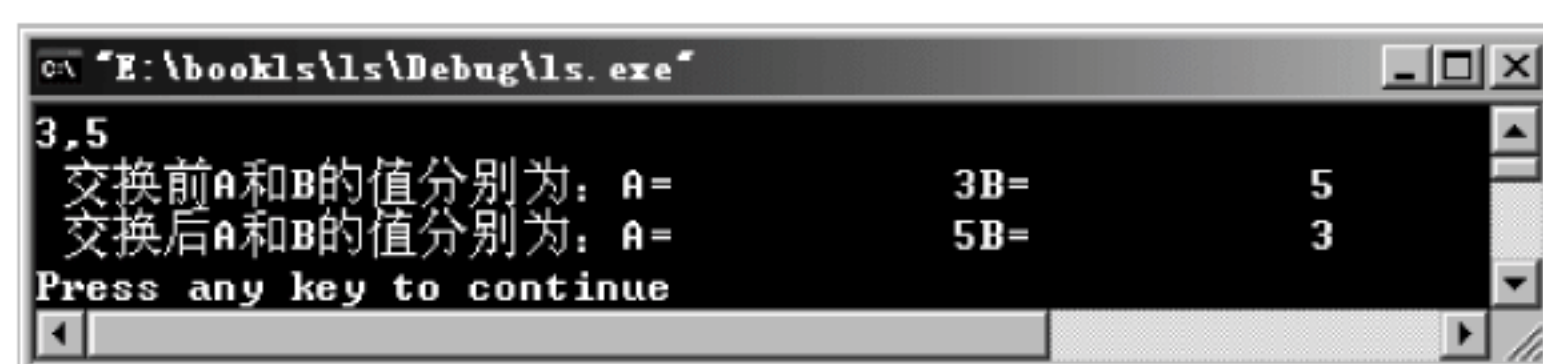 "E:\bookls\ls\Debug\ls.exe"
3,5
交换前A和B的值分别为：A= 3B= 5
交换后A和B的值分别为：A= 5B= 3
Press any key to continue